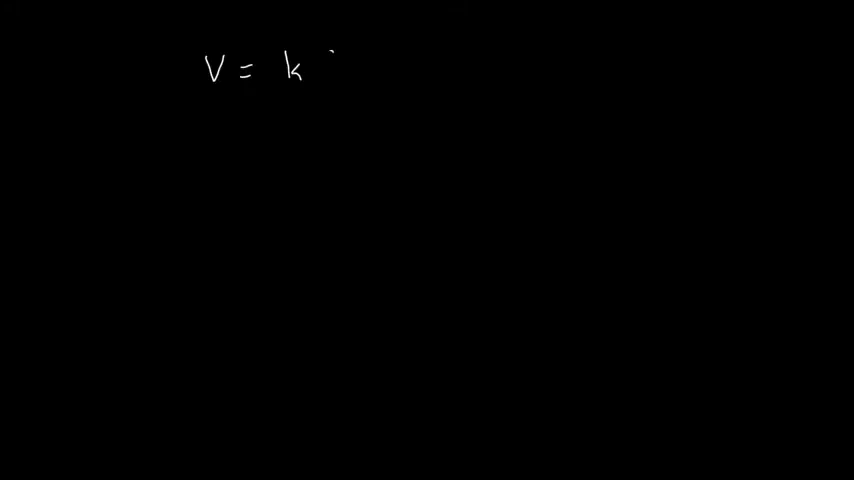 V = k